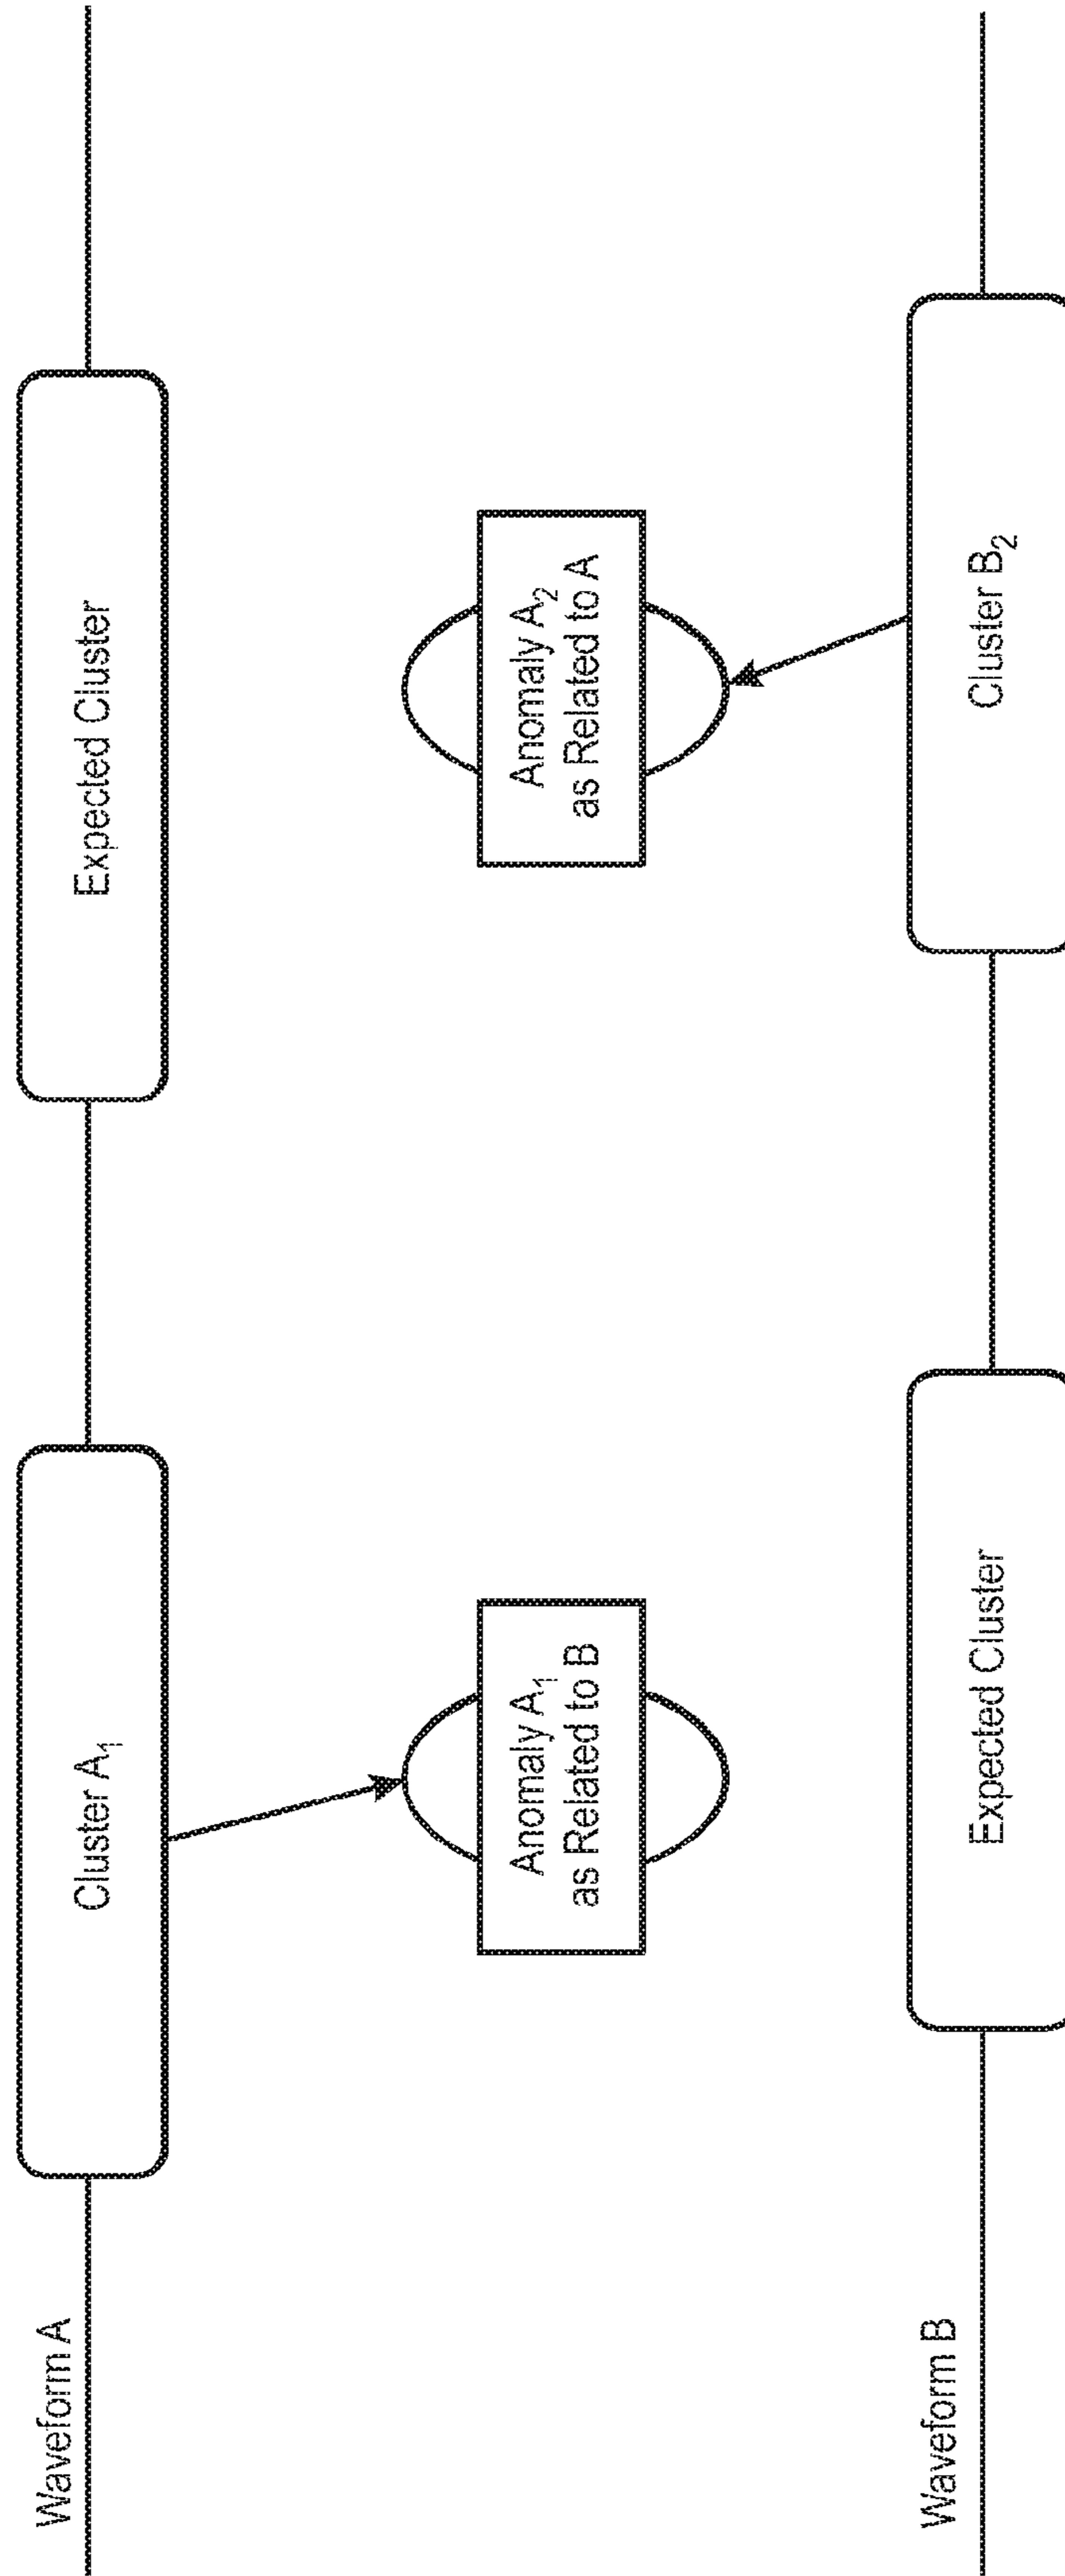 Waveform A
Cluster A₁
Expected Cluster
Anomaly A₁
as Related to B
Anomaly A₂
as Related to A
Waveform B
Expected Cluster
Cluster B₂